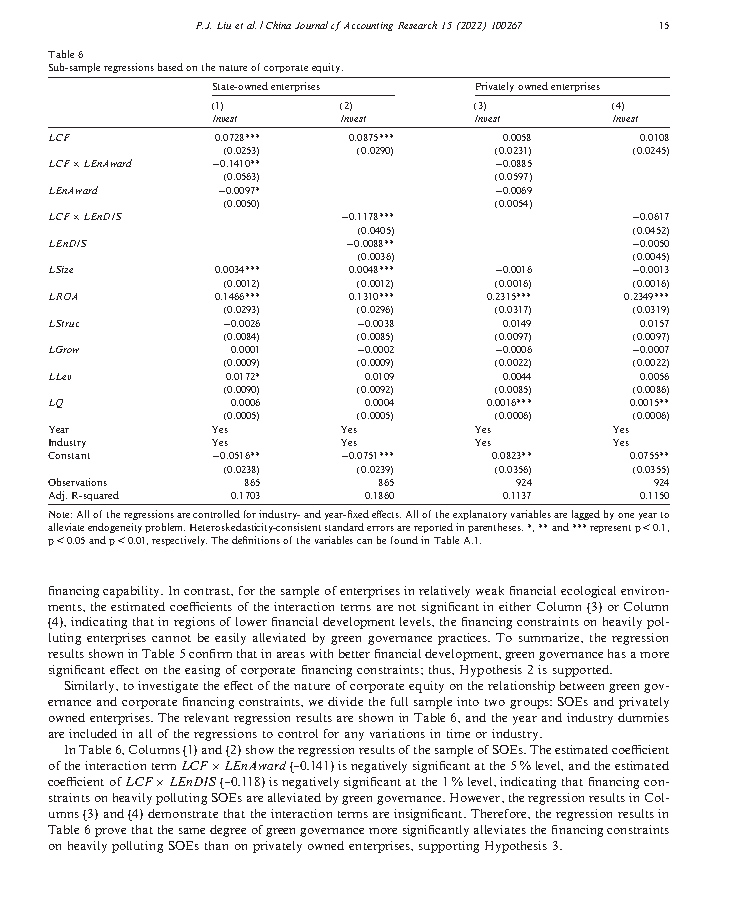 P.J. Liu et al. / China Journal of Accounting Research 15 (2022) 100267 15
Table 6
Sub-sample regressions based on the nature of corporate equity.
State-owned enterprises Privately owned enterprises
(1) (2) (3) (4)
Invest Invest Invest Invest
LCF 0.0728*** 0.0875*** 0.0058 0.0108
(0.0253) (0.0290) (0.0231) (0.0245)
LCF × LEnAward −0.1410** −0.0885
(0.0563) (0.0597)
LEnAward −0.0097* −0.0069
(0.0050) (0.0054)
LCF × LEnDIS −0.1178*** −0.0617
(0.0405) (0.0452)
LEnDIS −0.0088** −0.0050
(0.0036) (0.0045)
LSize 0.0034*** 0.0048*** −0.0016 −0.0013
(0.0012) (0.0012) (0.0016) (0.0016)
LROA 0.1466*** 0.1310*** 0.2315*** 0.2349***
(0.0293) (0.0296) (0.0317) (0.0319)
LStruc −0.0026 −0.0038 0.0149 0.0157
(0.0084) (0.0085) (0.0097) (0.0097)
LGrow 0.0001 −0.0002 −0.0006 −0.0007
(0.0009) (0.0009) (0.0022) (0.0022)
LLev 0.0172* 0.0109 0.0044 0.0056
(0.0090) (0.0092) (0.0085) (0.0086)
LQ 0.0006 0.0004 0.0016*** 0.0015**
(0.0005) (0.0005) (0.0006) (0.0006)
Year Yes Yes Yes Yes
Industry Yes Yes Yes Yes
Constant −0.0516** −0.0751*** 0.0823** 0.0755**
(0.0238) (0.0239) (0.0356) (0.0355)
Observations 865 865 924 924
Adj. R-squared 0.1703 0.1860 0.1137 0.1150
Note: All of the regressions are controlled for industry- and year-fixed effects. All of the explanatory variables are lagged by one year to
alleviate endogeneity problem. Heteroskedasticity-consistent standard errors are reported in parentheses. *, ** and *** represent p < 0.1,
p < 0.05 and p < 0.01, respectively. The definitions of the variables can be found in Table A.1.
financing capability. In contrast, for the sample of enterprises in relatively weak financial ecological environ-
ments, the estimated coefficients of the interaction terms are not significant in either Column (3) or Column
(4), indicating that in regions of lower financial development levels, the financing constraints on heavily pol-
luting enterprises cannot be easily alleviated by green governance practices. To summarize, the regression
results shown in Table 5 confirm that in areas with better financial development, green governance has a more
significant effect on the easing of corporate financing constraints; thus, Hypothesis 2 is supported.
Similarly, to investigate the effect of the nature of corporate equity on the relationship between green gov-
ernance and corporate financing constraints, we divide the full sample into two groups: SOEs and privately
owned enterprises. The relevant regression results are shown in Table 6, and the year and industry dummies
are included in all of the regressions to control for any variations in time or industry.
In Table 6, Columns (1) and (2) show the regression results of the sample of SOEs. The estimated coefficient
of the interaction term LCF × LEnAward (–0.141) is negatively significant at the 5 % level, and the estimated
coefficient of LCF × LEnDIS (–0.118) is negatively significant at the 1 % level, indicating that financing con-
straints on heavily polluting SOEs are alleviated by green governance. However, the regression results in Col-
umns (3) and (4) demonstrate that the interaction terms are insignificant. Therefore, the regression results in
Table 6 prove that the same degree of green governance more significantly alleviates the financing constraints
on heavily polluting SOEs than on privately owned enterprises, supporting Hypothesis 3.